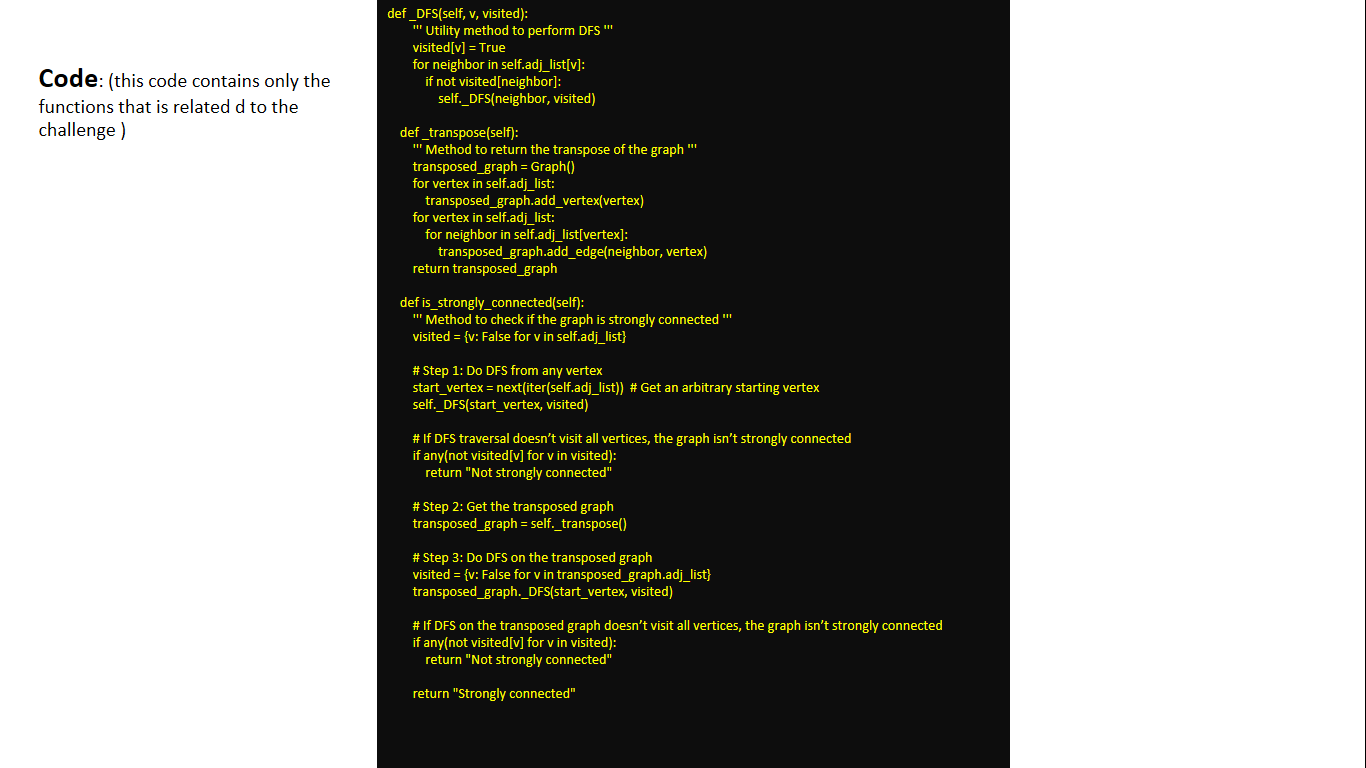 Code: (this code contains only the
functions that is related d to the
challenge )
def _DFS(self, v, visited):
''' Utility method to perform DFS '''
visited[v] = True
for neighbor in self.adj_list[v]:
if not visited[neighbor]:
self._DFS(neighbor, visited)
def _transpose(self):
''' Method to return the transpose of the graph '''
transposed_graph = Graph()
for vertex in self.adj_list:
transposed_graph.add_vertex(vertex)
for vertex in self.adj_list:
for neighbor in self.adj_list[vertex]:
transposed_graph.add_edge(neighbor, vertex)
return transposed_graph
def is_strongly_connected(self):
''' Method to check if the graph is strongly connected '''
visited = {v: False for v in self.adj_list}
# Step 1: Do DFS from any vertex
start_vertex = next(iter(self.adj_list)) # Get an arbitrary starting vertex
self._DFS(start_vertex, visited)
# If DFS traversal doesn’t visit all vertices, the graph isn’t strongly connected
if any(not visited[v] for v in visited):
return "Not strongly connected"
# Step 2: Get the transposed graph
transposed_graph = self._transpose()
# Step 3: Do DFS on the transposed graph
visited = {v: False for v in transposed_graph.adj_list}
transposed_graph._DFS(start_vertex, visited)
# If DFS on the transposed graph doesn’t visit all vertices, the graph isn’t strongly connected
if any(not visited[v] for v in visited):
return "Not strongly connected"
return "Strongly connected"